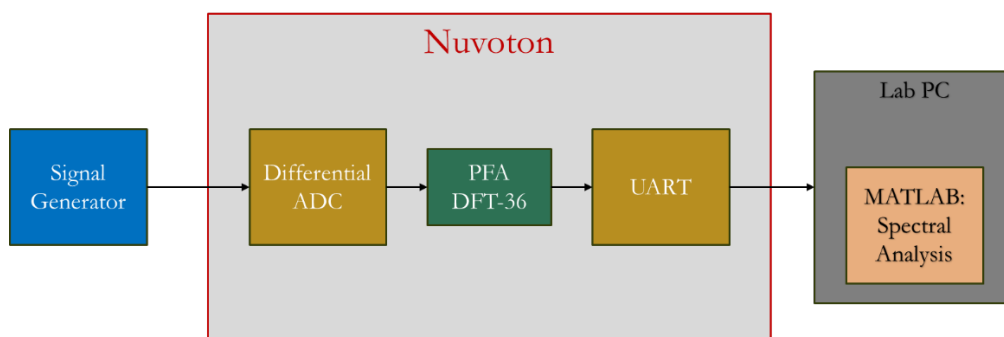 Nuvoton
Signal
Generator
Differential
ADC
PFA
DFT-36
UART
Lab PC
MATLAB:
Spectral
Analysis